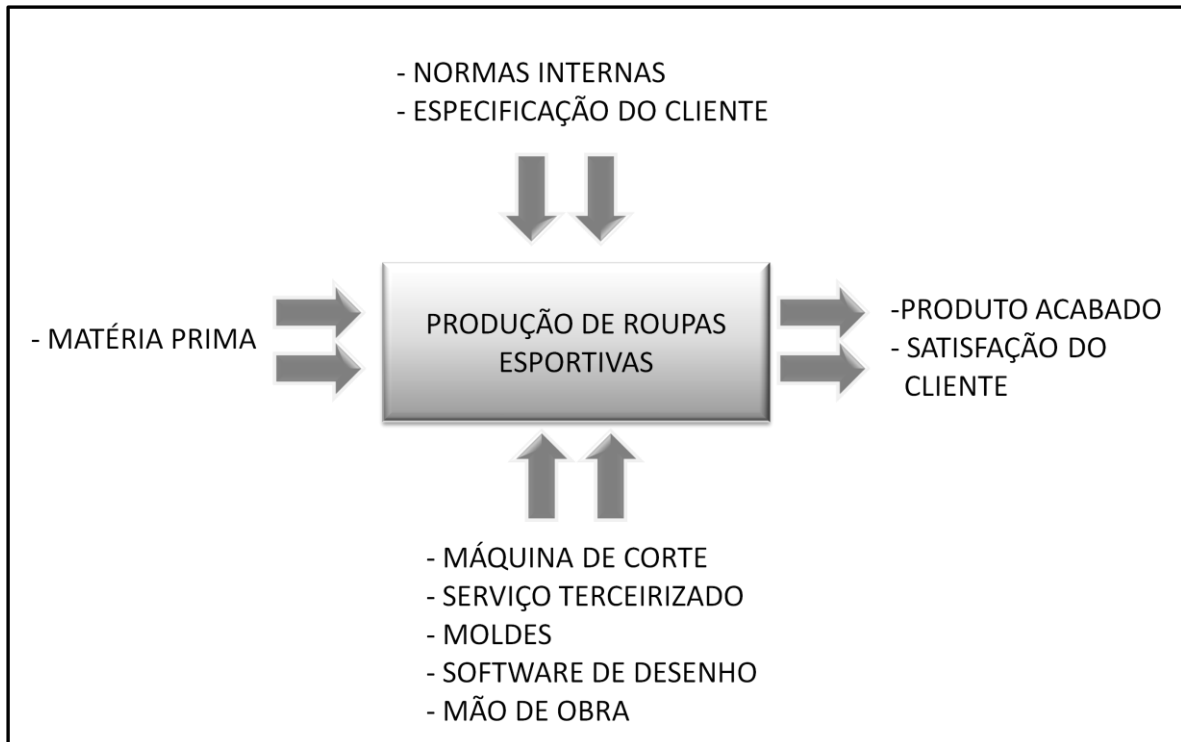 - NORMAS INTERNAS
- ESPECIFICAÇÃO DO CLIENTE
- MATÉRIA PRIMA
PRODUÇÃO DE ROUPAS
ESPORTIVAS
-PRODUTO ACABADO
- SATISFAÇÃO DO
CLIENTE
- MÁQUINA DE CORTE
- SERVIÇO TERCEIRIZADO
- MOLDES
- SOFTWARE DE DESENHO
- MÃO DE OBRA